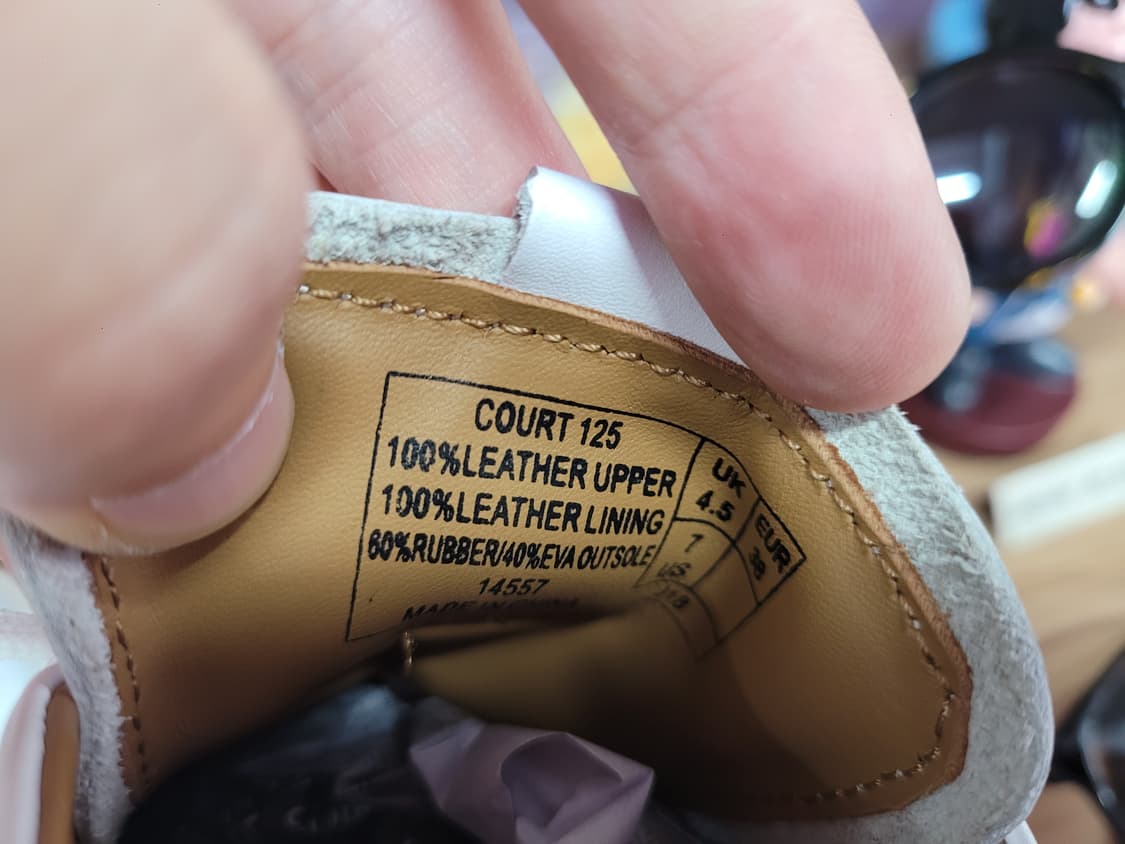 COURT 125
100%LEATHER UPPER
100%LEATHER LINING
60%RUBBER/40%EVA OUTSOLE
14557
MADE IN CHINA
UK
4.5
EUR
38
7
US